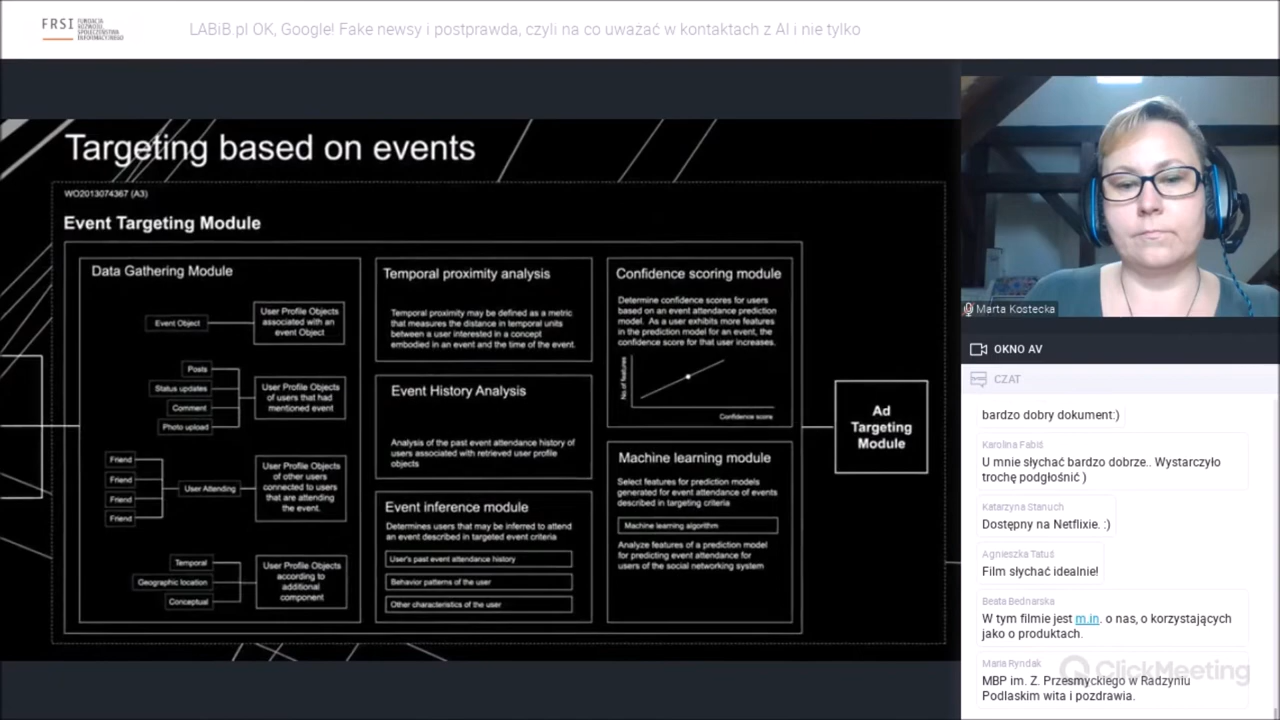 FRSI
FUNDACJA
ROZWOJU
SPOŁECZEŃSTWA
INFORMACYJNEGO
LABiB.pl OK, Google! Fake newsy i postprawda, czyli na co uważać w kontaktach z AI i nie tylko
Targeting based on events
WO2013074367 (A3)
Event Targeting Module
Data Gathering Module
Event Object
User Profile Objects
associated with an
event Object
Posts
Status updates
Comment
Photo upload
User Profile Objects
of users that had
mentioned event
Friend
Friend
Friend
Friend
User Attending
User Profile Objects
of other users
connected to users
that are attending
the event.
Temporal
Geographic location
Conceptual
User Profile Objects
according to
additional
component
Temporal proximity analysis
Temporal proximity may be defined as a metric
that measures the distance in temporal units
between a user interested in a concept
embodied in an event and the time of the event.
Event History Analysis
Analysis of the past event attendance history of
users associated with retrieved user profile
objects
Event inference module
Determines users that may be inferred to attend
an event described in targeted event criteria
User's past event attendance history
Behavior patterns of the user
Other characteristics of the user
Confidence scoring module
Determine confidence scores for users
based on an event attendance prediction
model. As a user exhibits more features
in the prediction model for an event, the
confidence score for that user increases.
No of features
Confidence score
Machine learning module
Select features for prediction models
generated for event attendance of events
described in targeting criteria
Machine learning algorithm
Analyze features of a prediction model
for predicting event attendance for
users of the social networking system
Ad
Targeting
Module
Marta Kostecka
OKNO AV
CZAT
bardzo dobry dokument:)
Karolina Fabiś
U mnie słychać bardzo dobrze.. Wystarczyło
trochę podgłośnić )
Katarzyna Stanuch
Dostępny na Netflixie. :)
Agnieszka Tatuś
Film słychać idealnie!
Beata Bednarska
W tym filmie jest m.in. o nas, o korzystających
jako o produktach.
Maria Ryndak
MBP im. Z. Przesmyckiego w Radzyniu
Podlaskim wita i pozdrawia.
ClickMeeting